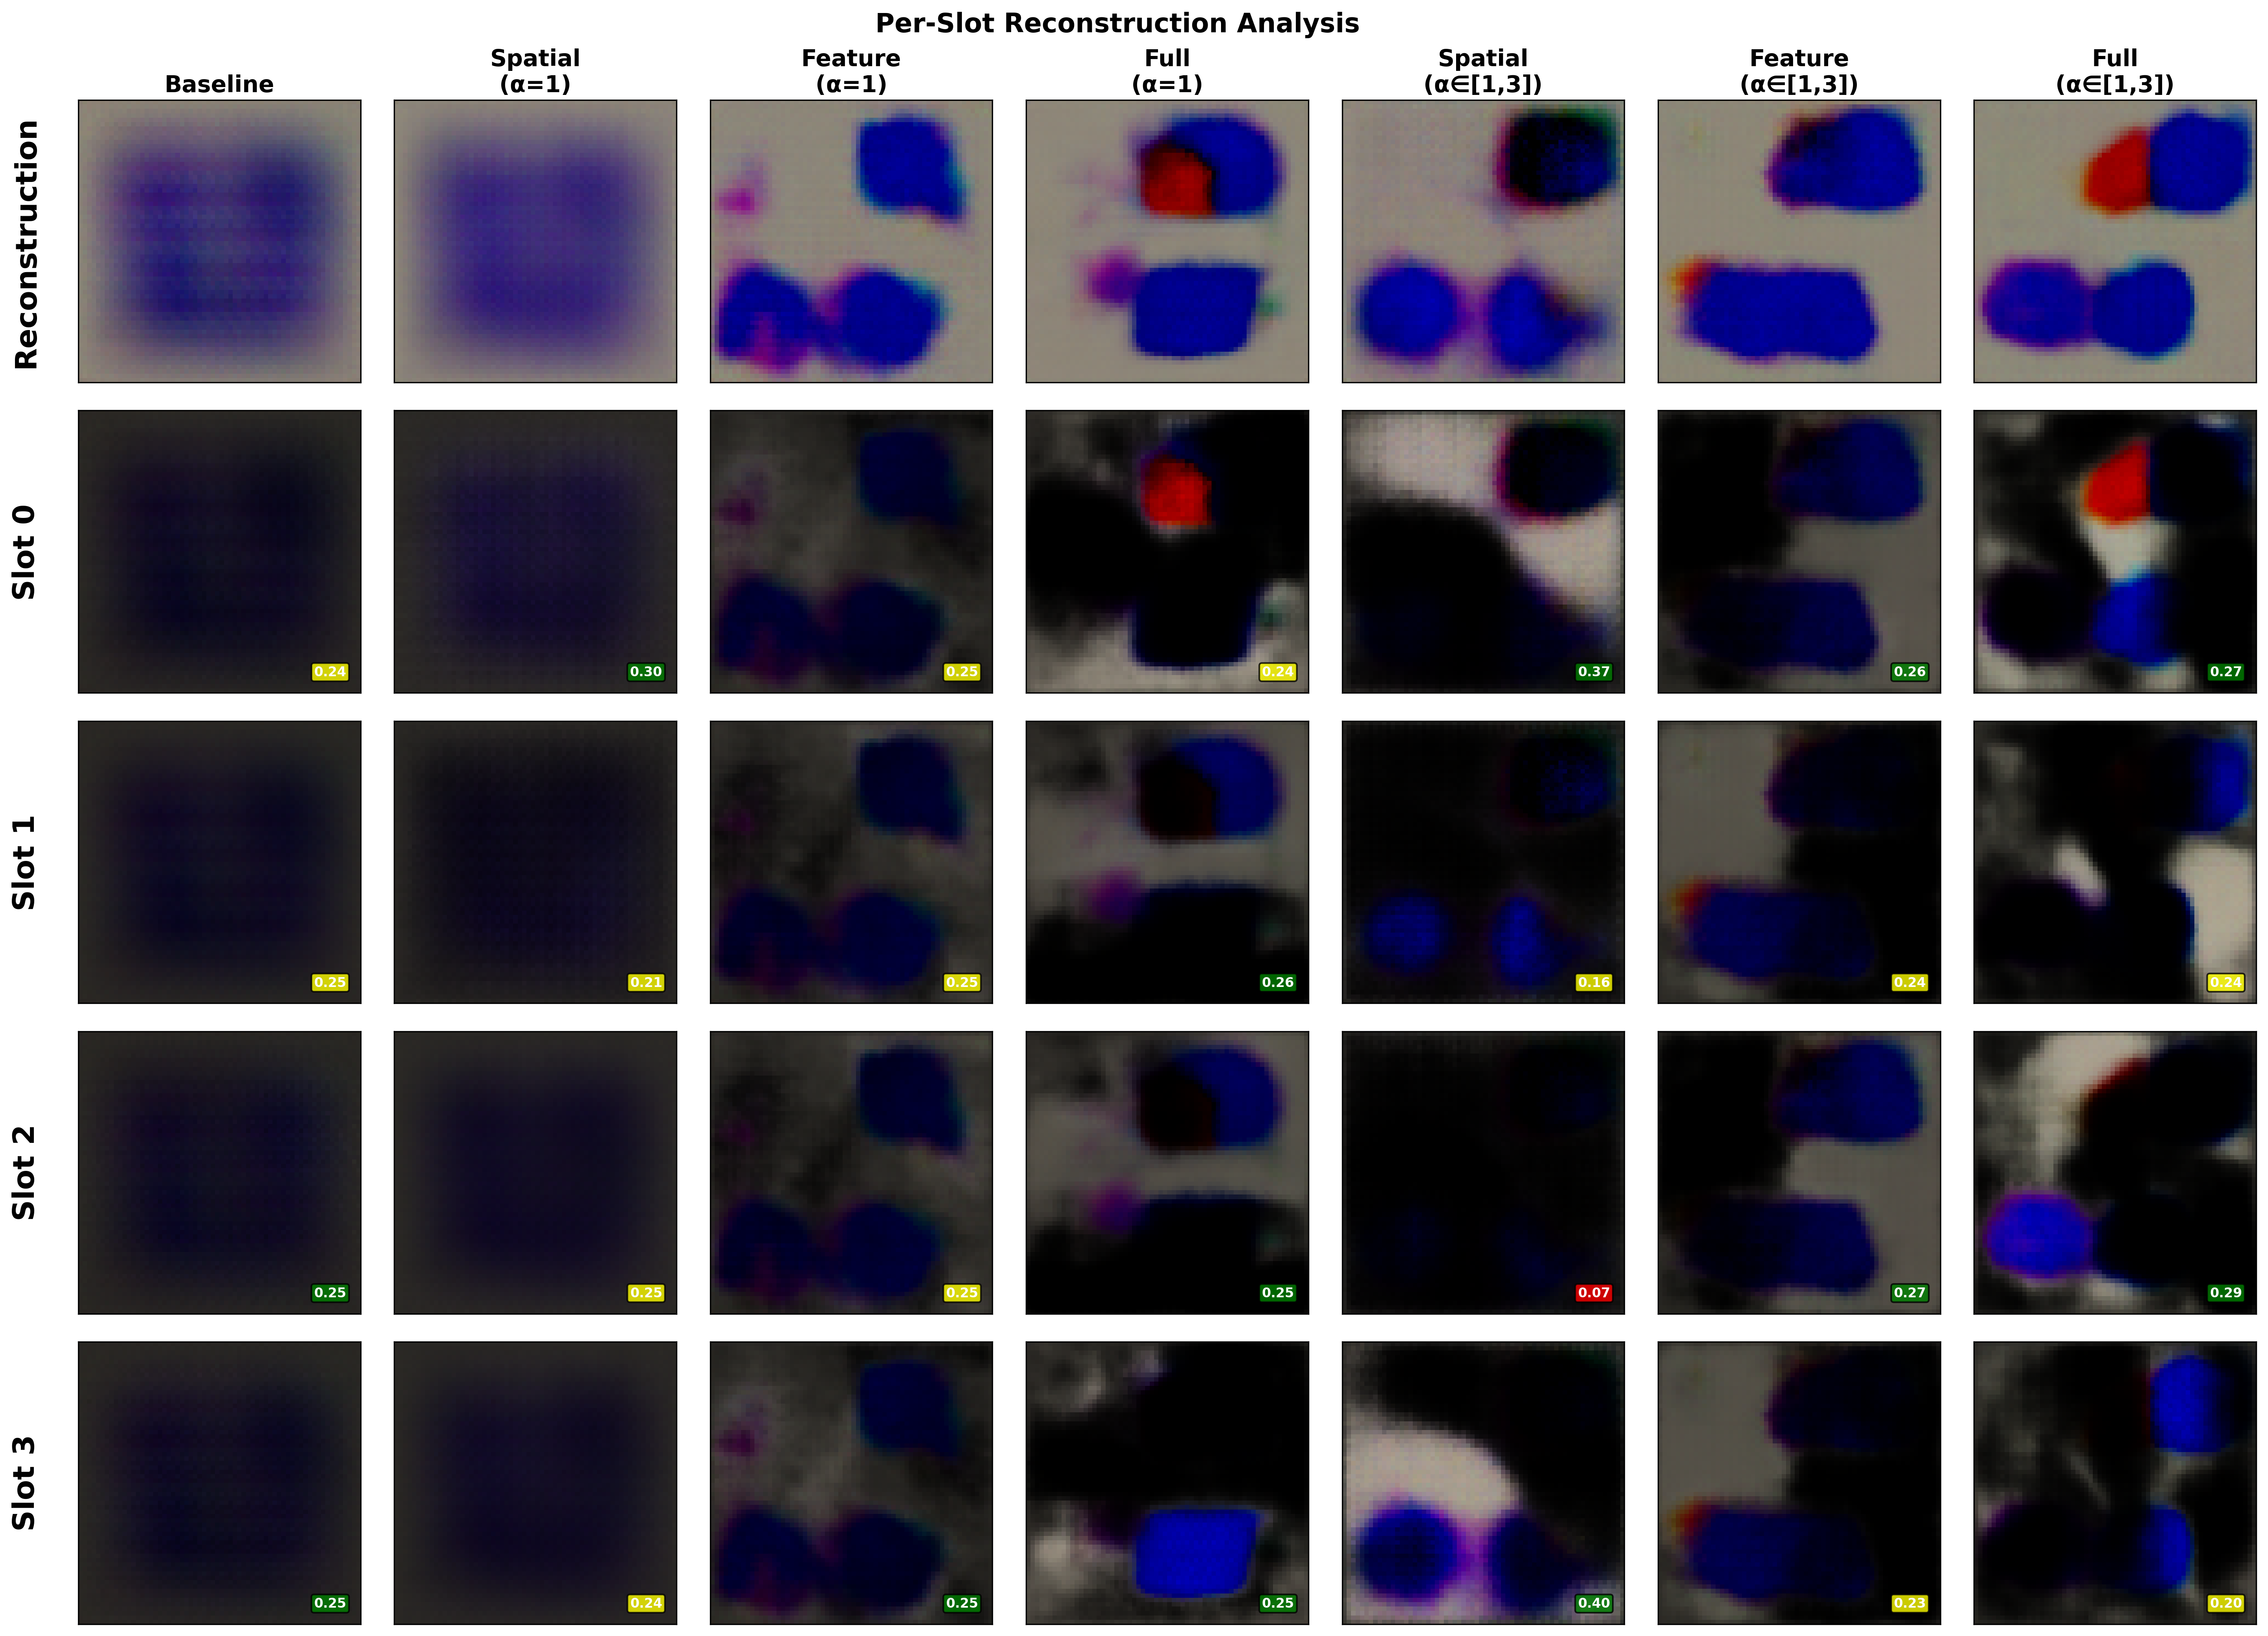 Per-Slot Reconstruction Analysis
Baseline
Spatial
(α=1)
Feature
(α=1)
Full
(α=1)
Spatial
(α∈[1,3])
Feature
(α∈[1,3])
Full
(α∈[1,3])
Reconstruction
Slot 0
0.24
0.30
0.25
0.24
0.37
0.26
0.27
Slot 1
0.25
0.21
0.25
0.26
0.16
0.24
0.24
Slot 2
0.25
0.25
0.25
0.25
0.07
0.27
0.29
Slot 3
0.25
0.24
0.25
0.25
0.40
0.23
0.20